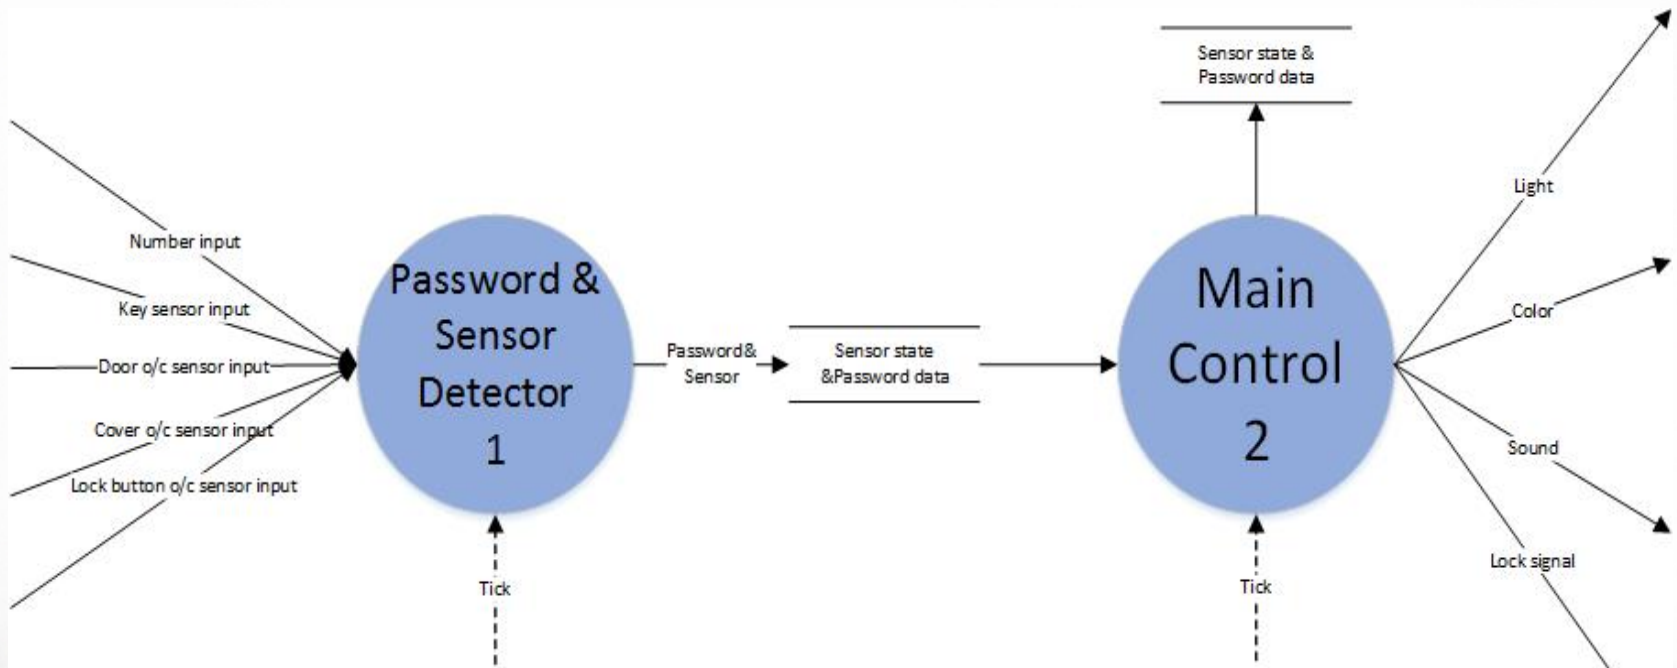 Number input
Key sensor input
Door o/c sensor input
Cover o/c sensor input
Lock button o/c sensor input
Password &
Sensor
Detector
1
Tick
Password&
Sensor
Sensor state
&Password data
Sensor state &
Password data
Main
Control
2
Tick
Light
Color
Sound
Lock signal